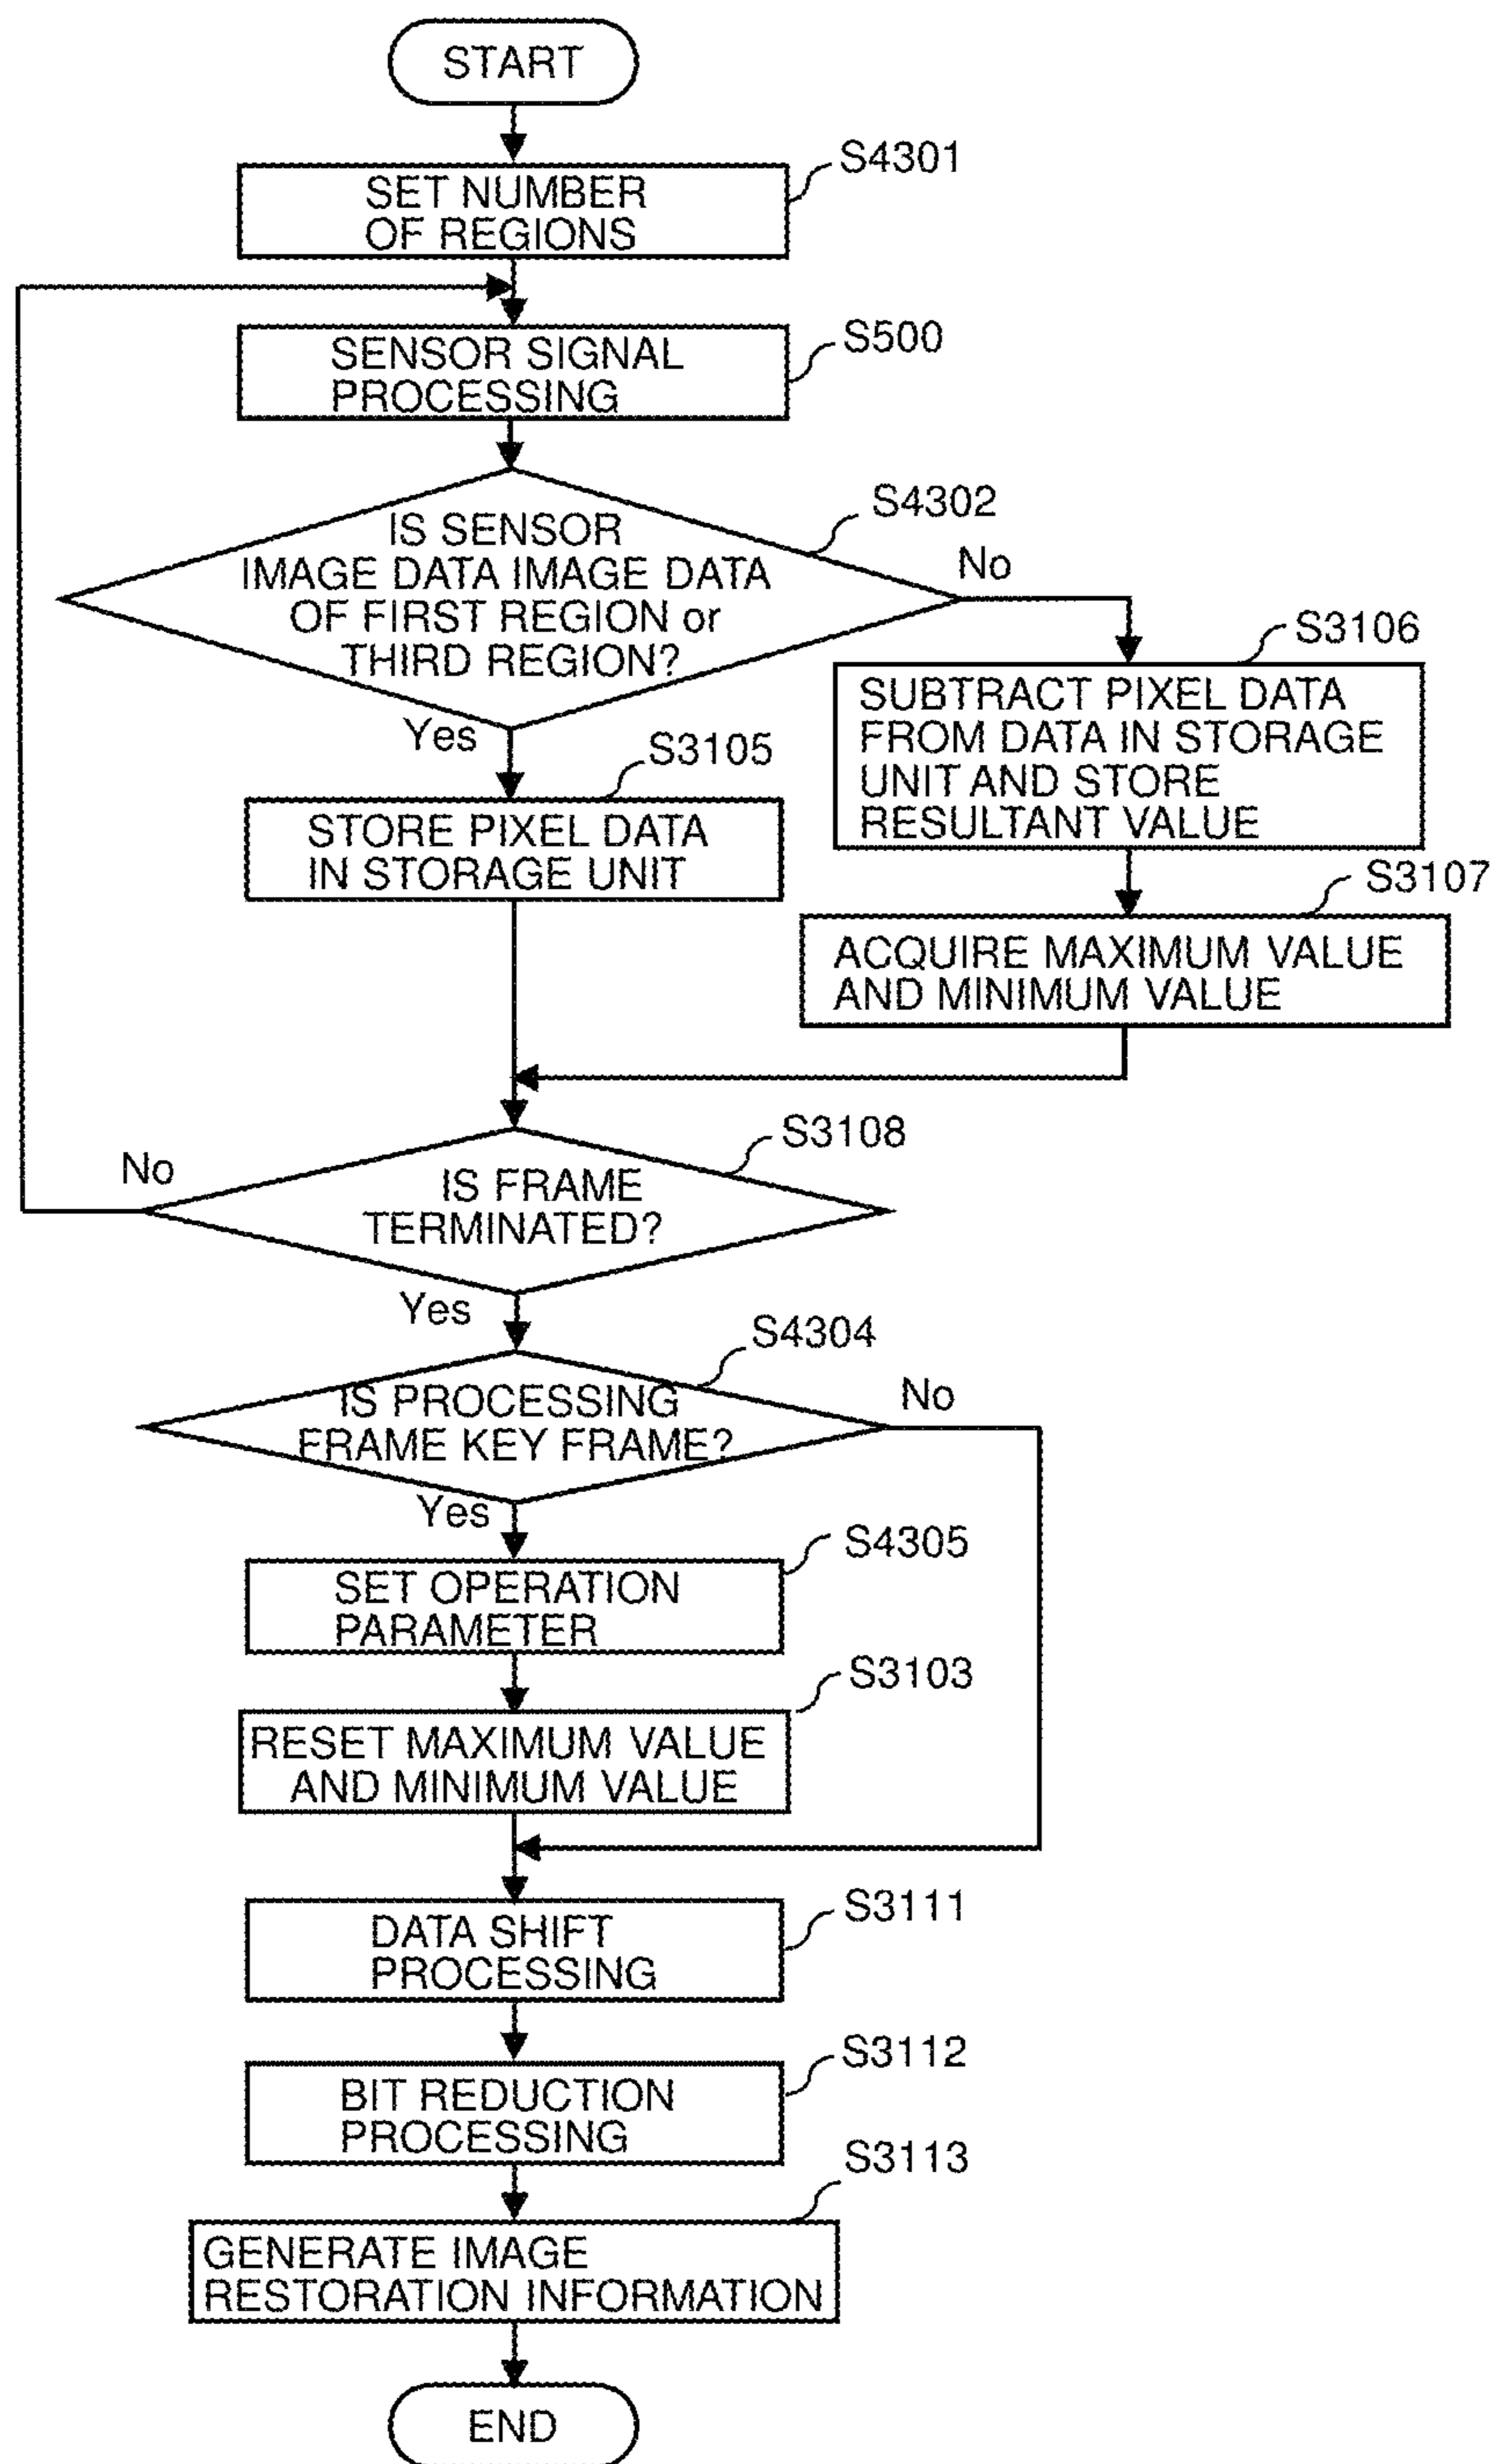 START
S4301
SET NUMBER
OF REGIONS
S500
SENSOR SIGNAL
PROCESSING
S4302
IS SENSOR
IMAGE DATA IMAGE DATA
OF FIRST REGION or
THIRD REGION?
No
Yes
S3106
SUBTRACT PIXEL DATA
FROM DATA IN STORAGE
UNIT AND STORE
RESULTANT VALUE
S3105
STORE PIXEL DATA
IN STORAGE UNIT
S3107
ACQUIRE MAXIMUM VALUE
AND MINIMUM VALUE
S3108
No
IS FRAME
TERMINATED?
Yes
S4304
IS PROCESSING
FRAME KEY FRAME?
No
Yes
S4305
SET OPERATION
PARAMETER
S3103
RESET MAXIMUM VALUE
AND MINIMUM VALUE
S3111
DATA SHIFT
PROCESSING
S3112
BIT REDUCTION
PROCESSING
S3113
GENERATE IMAGE
RESTORATION INFORMATION
END